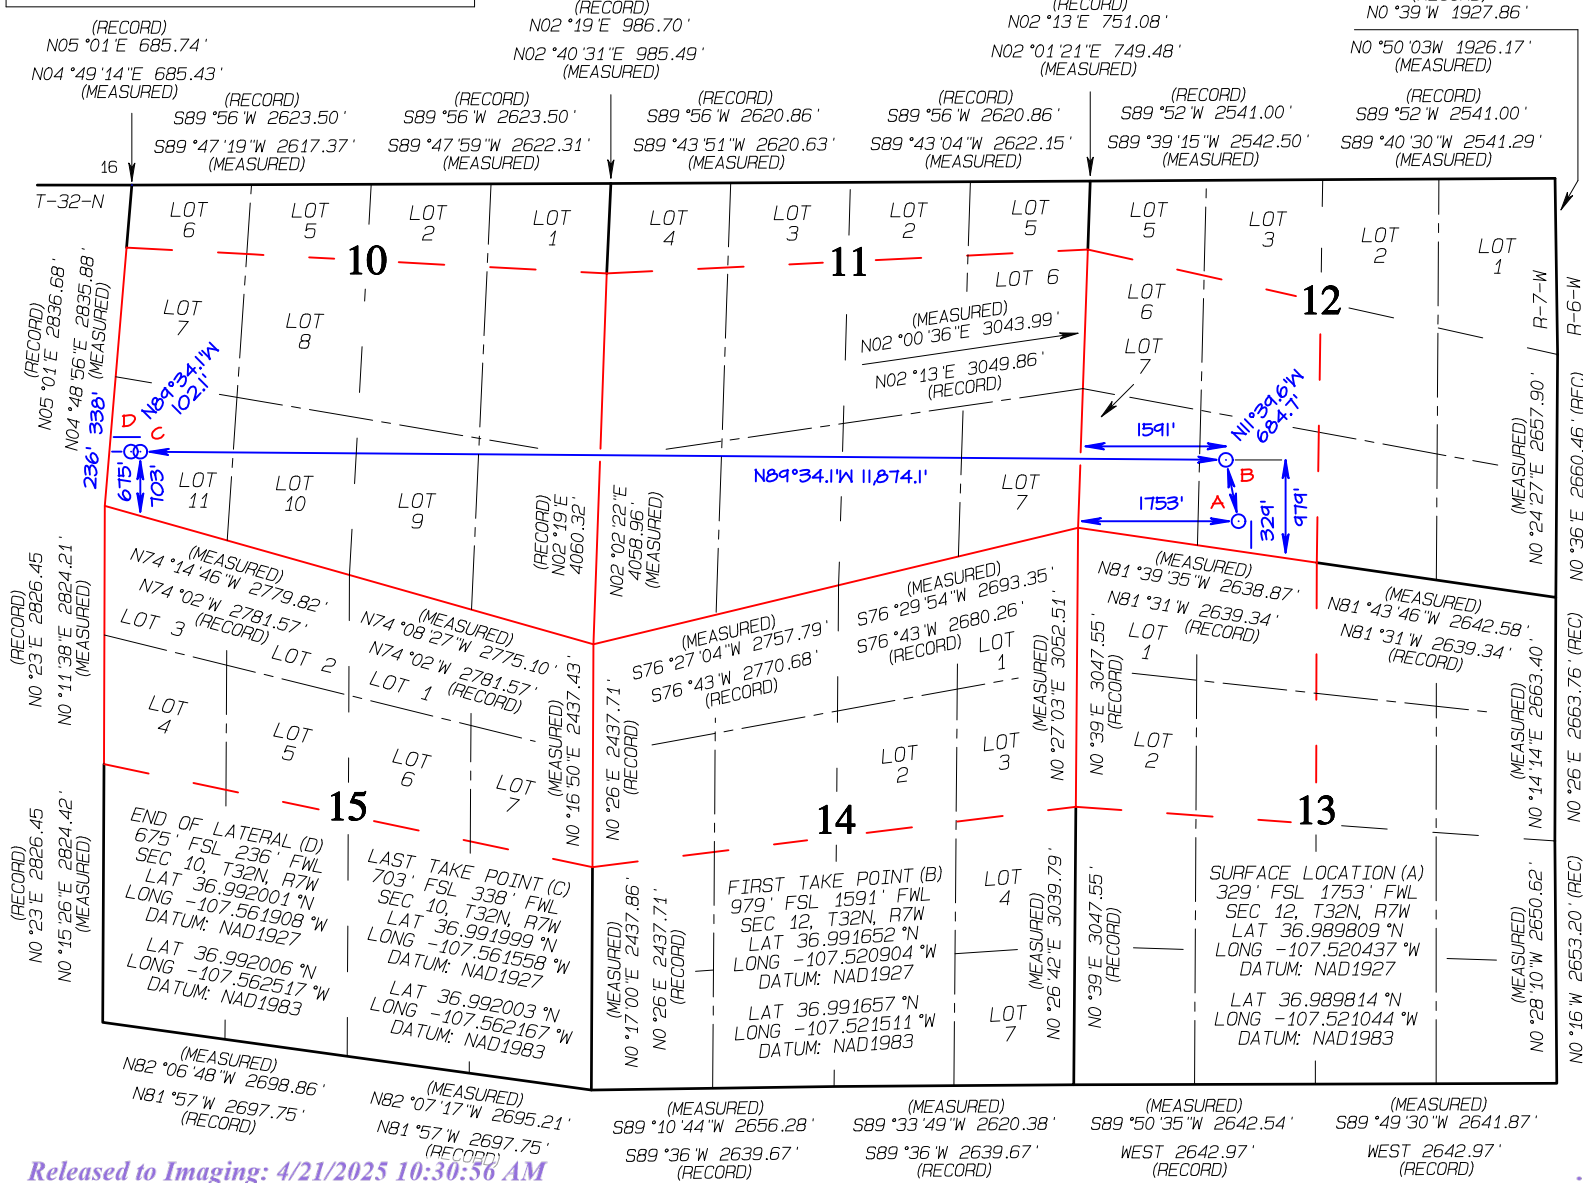 (RECORD)
N05°01'E 685.74'
N04°49'14"E 685.43'
(MEASURED)
(RECORD)
N02°19'E 986.70'
N02°40'31"E 985.49'
(MEASURED)
(RECORD)
N02°13'E 751.08'
N02°01'21"E 749.48'
(MEASURED)
N0°39'W 1927.86'
N0°50'03W 1926.17'
(MEASURED)
(RECORD)
S89°56'W 2623.50'
S89°47'19"W 2617.37'
(MEASURED)
(RECORD)
S89°56'W 2623.50'
S89°47'59"W 2622.31'
(MEASURED)
(RECORD)
S89°56'W 2620.86'
S89°43'51"W 2620.63'
(MEASURED)
(RECORD)
S89°56'W 2620.86'
S89°43'04"W 2622.15'
(MEASURED)
(RECORD)
S89°52'W 2541.00'
S89°39'15"W 2542.50'
(MEASURED)
(RECORD)
S89°52'W 2541.00'
S89°40'30"W 2541.29'
(MEASURED)
16
T-32-N
LOT
6
LOT
5
LOT
2
LOT
1
LOT
4
LOT
3
LOT
2
LOT
5
LOT
5
LOT
3
LOT
2
LOT
1
10
11
12
LOT
7
LOT
8
LOT 6
LOT
6
LOT
7
R-7-W
R-6-W
(MEASURED)
N02°00'36"E 3043.99'
N02°13'E 3049.86'
(RECORD)
(RECORD)
N05°01'E 2836.68'
N04°48'56"E 2835.88'
(MEASURED)
N89°34.1'W
102.1'
D
C
338'
236'
675'
703'
N89°34.1'W 11,874.1'
1591'
N11°39.6'W
684.7'
B
A
1753'
329'
979'
LOT
11
LOT
10
LOT
9
LOT
7
(RECORD)
N02°19'E
4060.32'
N02°02'22"E
4058.96'
(MEASURED)
(MEASURED)
N0°24'27"E 2657.90'
N0°36'E 2660.46' (REC)
(MEASURED)
N74°14'46"W 2779.82'
N74°02'W 2781.57'
(RECORD)
(MEASURED)
N74°08'27"W 2775.10'
N74°02'W 2781.57'
(RECORD)
(MEASURED)
S76°27'04"W 2757.79'
S76°43'W 2770.68'
(RECORD)
(MEASURED)
S76°29'54"W 2693.35'
S76°43'W 2680.26'
(RECORD)
(MEASURED)
N81°39'35"W 2638.87'
N81°31'W 2639.34'
(RECORD)
(MEASURED)
N81°43'46"W 2642.58'
N81°31'W 2639.34'
(RECORD)
(RECORD)
N0°23'E 2826.45
N0°11'38"E 2824.21'
(MEASURED)
LOT 3
LOT 2
LOT 1
LOT
4
LOT
5
LOT
6
LOT
7
(MEASURED)
N0°16'50"E 2437.43'
N0°26'E 2437.71'
(RECORD)
LOT
1
LOT
2
LOT
3
(MEASURED)
N0°27'03"E 3052.51'
N0°39'E 3047.55'
(RECORD)
LOT
1
LOT
2
(MEASURED)
N0°14'14"E 2663.40'
N0°26'E 2663.76' (REC)
15
14
13
(RECORD)
N0°23'E 2826.45
N0°15'26"E 2824.42'
(MEASURED)
END OF LATERAL (D)
675' FSL 236' FWL
SEC 10, T32N, R7W
LAT 36.992001°N
LONG -107.561908°W
DATUM: NAD1927
LAT 36.992006°N
LONG -107.562517°W
DATUM: NAD1983
LAST TAKE POINT (C)
703' FSL 338' FWL
SEC 10, T32N, R7W
LAT 36.991999°N
LONG -107.561558°W
DATUM: NAD1927
LAT 36.992003°N
LONG -107.562167°W
DATUM: NAD1983
(MEASURED)
N0°17'00"E 2437.86'
N0°26'E 2437.71'
(RECORD)
FIRST TAKE POINT (B)
979' FSL 1591' FWL
SEC 12, T32N, R7W
LAT 36.991652°N
LONG -107.520904°W
DATUM: NAD1927
LAT 36.991657°N
LONG -107.521511°W
DATUM: NAD1983
LOT
4
LOT
7
(MEASURED)
N0°26'42"E 3039.79'
N0°39'E 3047.55'
(RECORD)
SURFACE LOCATION (A)
329' FSL 1753' FWL
SEC 12, T32N, R7W
LAT 36.989809°N
LONG -107.520437°W
DATUM: NAD1927
LAT 36.989814°N
LONG -107.521044°W
DATUM: NAD1983
(MEASURED)
N0°28'10"W 2650.62'
N0°16'W 2653.20' (REC)
(MEASURED)
N82°06'48"W 2698.86'
N81°57'W 2697.75'
(RECORD)
(MEASURED)
N82°07'17"W 2695.21'
N81°57'W 2697.75'
(RECORD)
(MEASURED)
S89°10'44"W 2656.28'
S89°36'W 2639.67'
(RECORD)
(MEASURED)
S89°33'49"W 2620.38'
S89°36'W 2639.67'
(RECORD)
(MEASURED)
S89°50'35"W 2642.54'
WEST 2642.97'
(RECORD)
(MEASURED)
S89°49'30"W 2641.87'
WEST 2642.97'
(RECORD)
Released to Imaging: 4/21/2025 10:30:56 AM